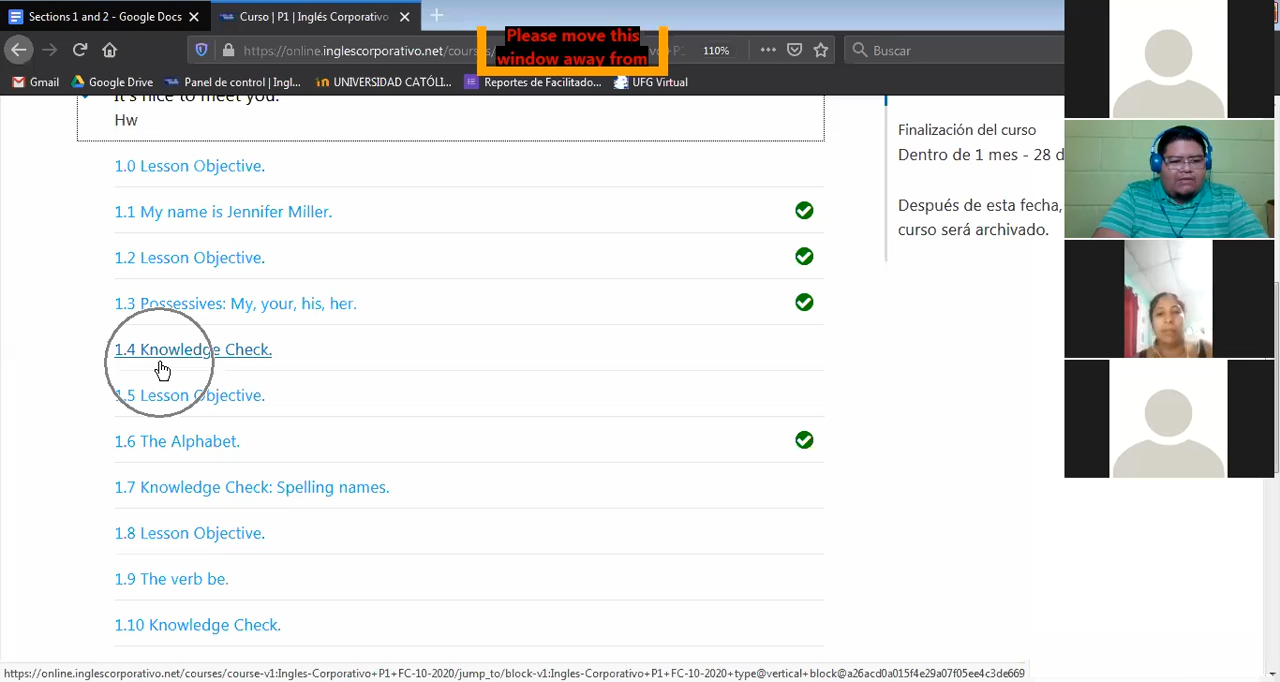 Sections 1 and 2 - Google Docs
Curso | P1 | Inglés Corporativo
https://online.inglescorporativo.net/cours
Please move this
window away from
110%
Buscar
Gmail
Google Drive
Panel de control | Ingl...
UNIVERSIDAD CATÓLI...
Reportes de Facilitado...
UFG Virtual
It's nice to meet you.
Hw
1.0 Lesson Objective.
1.1 My name is Jennifer Miller.
1.2 Lesson Objective.
1.3 Possessives: My, your, his, her.
1.4 Knowledge Check.
1.5 Lesson Objective.
1.6 The Alphabet.
1.7 Knowledge Check: Spelling names.
1.8 Lesson Objective.
1.9 The verb be.
1.10 Knowledge Check.
Finalización del curso
Dentro de 1 mes - 28 d
Después de esta fecha,
curso será archivado.
https://online.inglescorporativo.net/courses/course-v1:Ingles-Corporativo+P1+FC-10-2020/jump_to/block-v1:Ingles-Corporativo+P1+FC-10-2020+type@vertical+block@a26acd0a015f4e29a07f05ee4c3de669